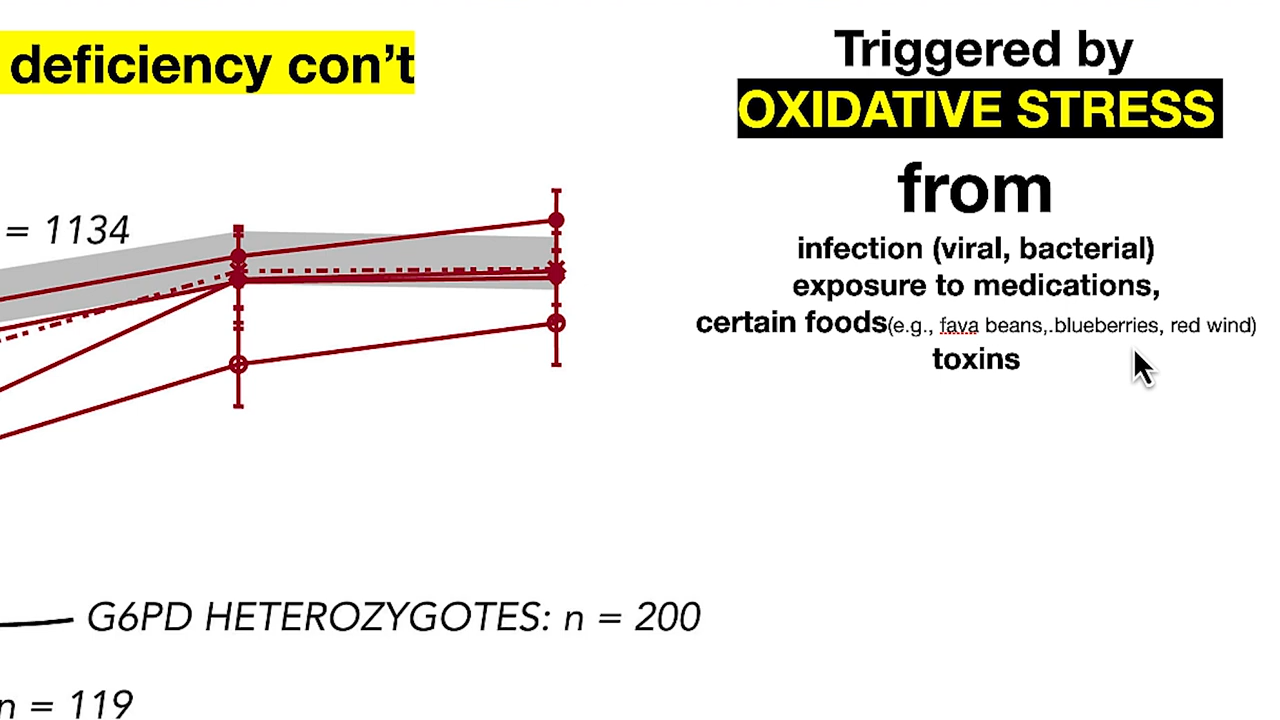 deficiency con’t
Triggered by
OXIDATIVE STRESS
from
= 1134
infection (viral, bacterial)
exposure to medications,
certain foods(e.g., fava beans,.blueberries, red wind)
toxins
G6PD HETEROZYGOTES: n = 200
n = 119